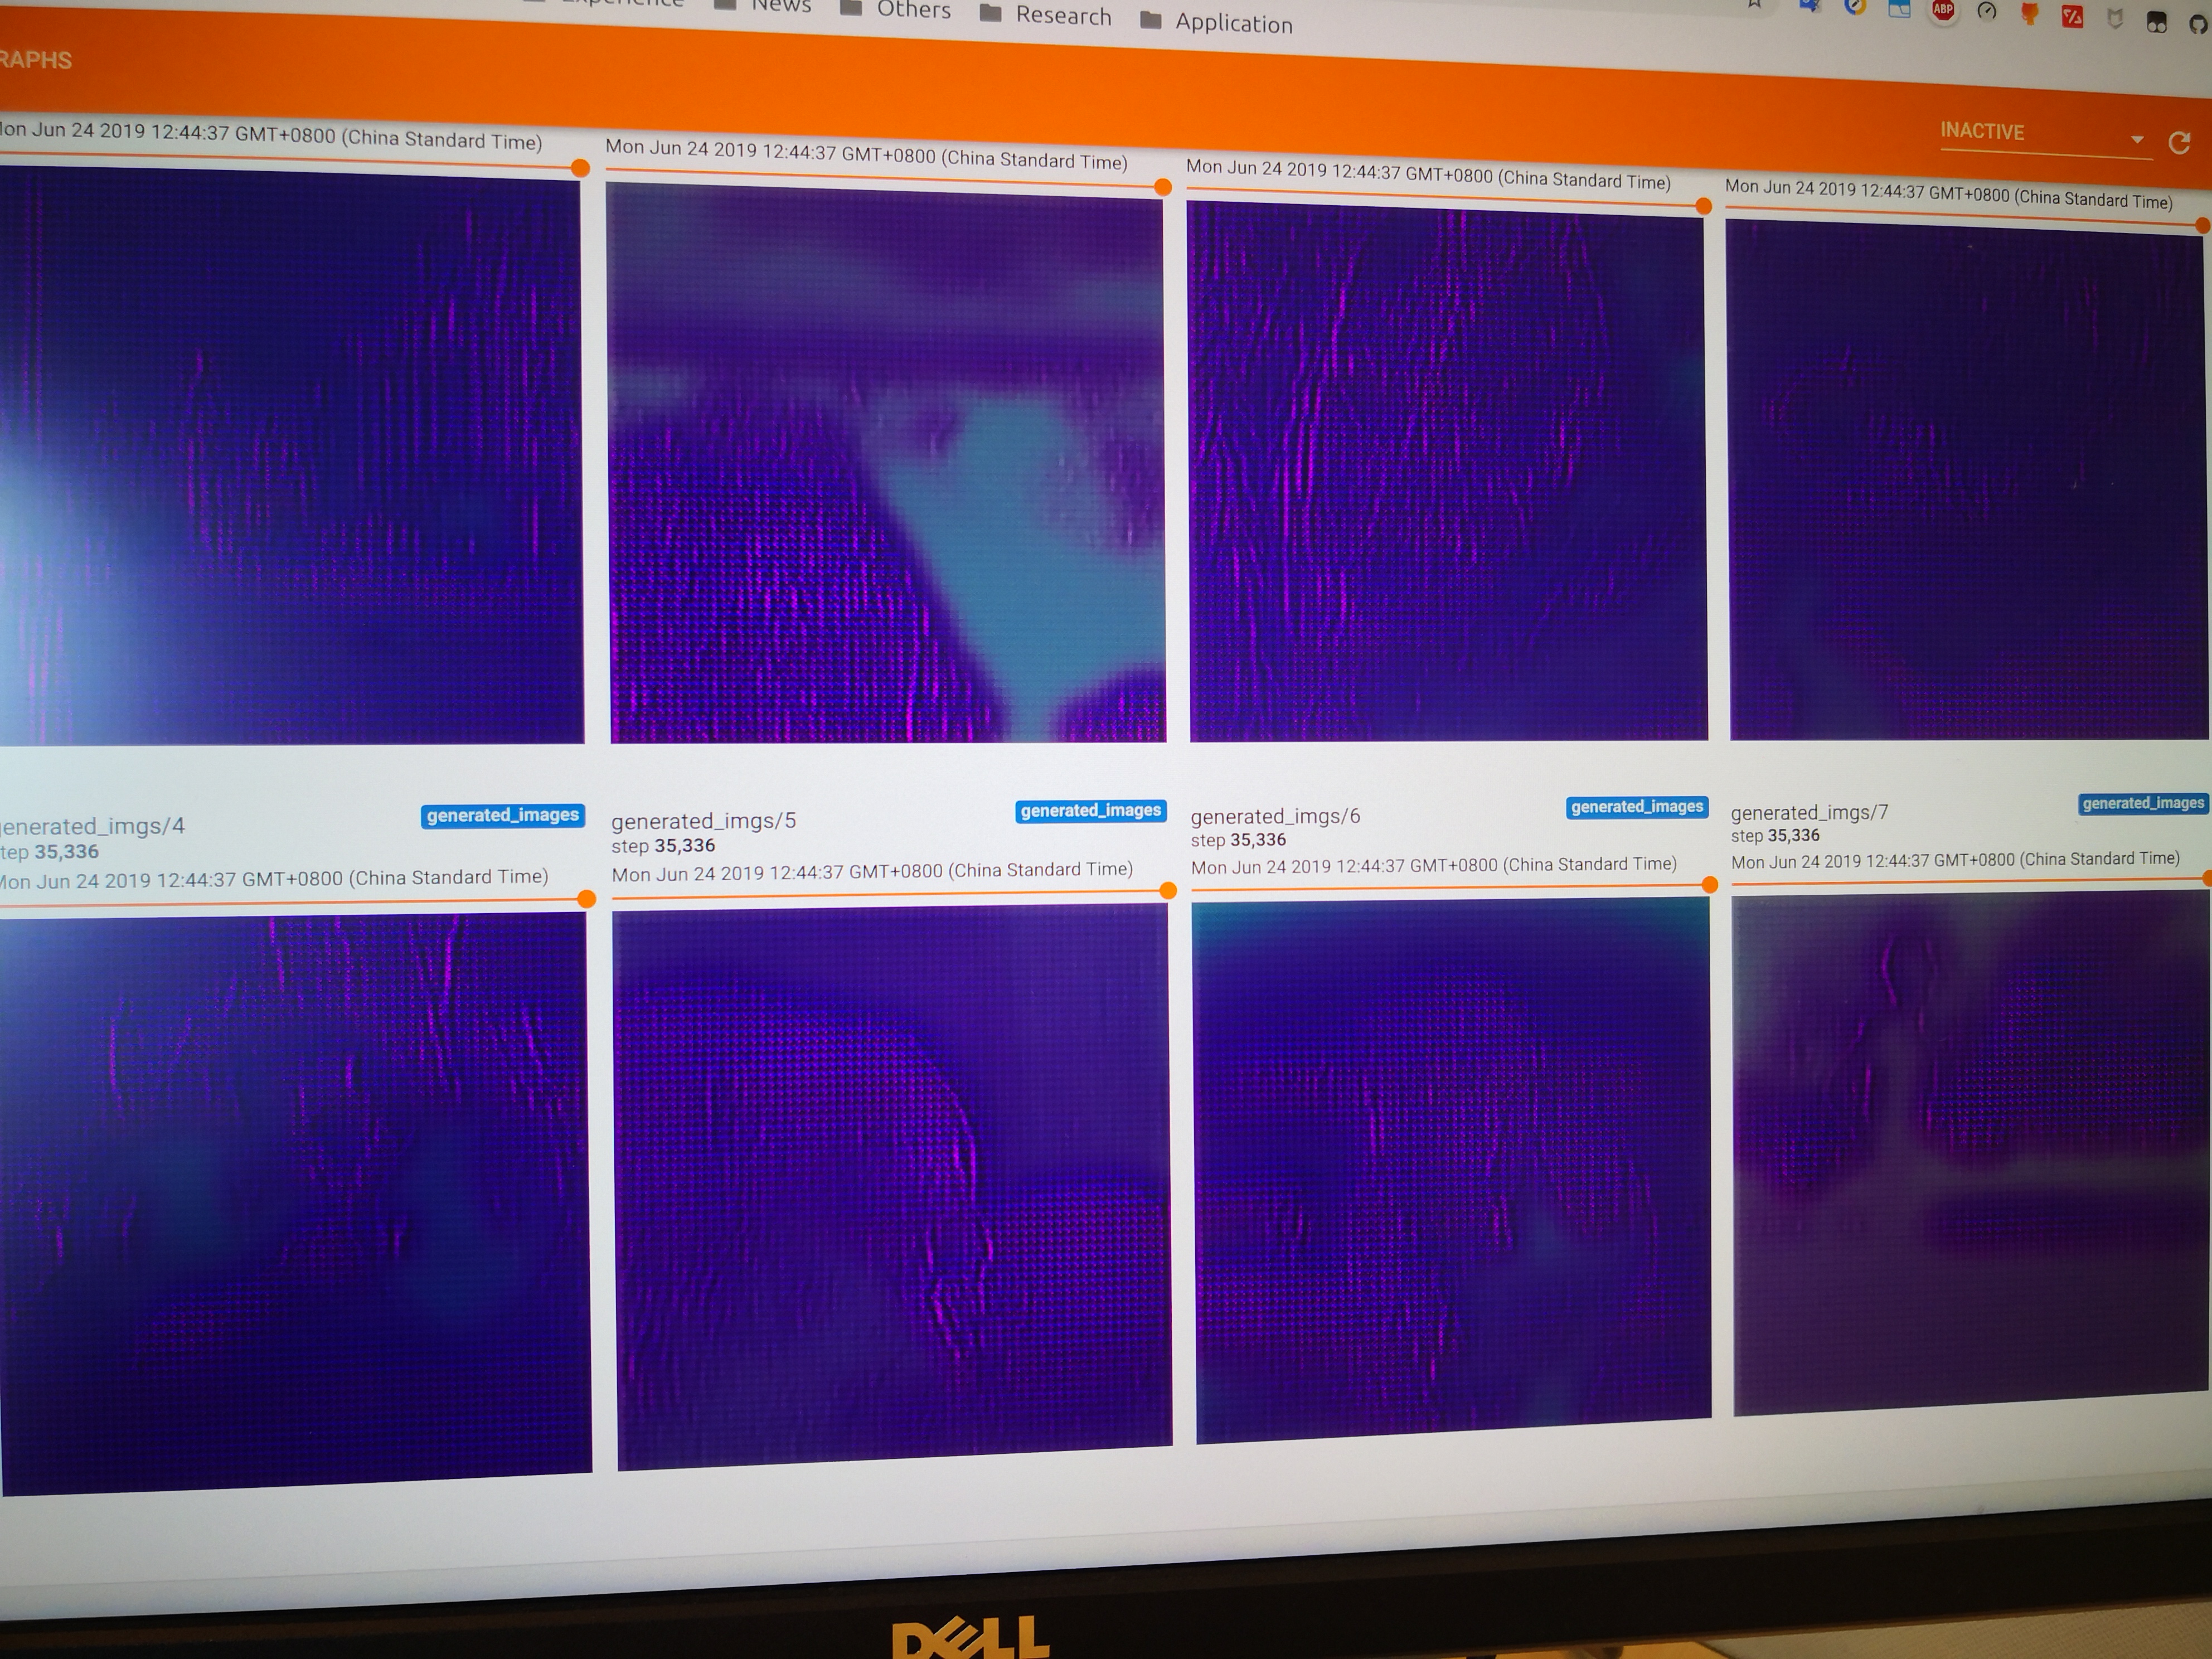 News
Others
Research
Application
ABP
RAPHS
INACTIVE
Mon Jun 24 2019 12:44:37 GMT+0800 (China Standard Time)
Mon Jun 24 2019 12:44:37 GMT+0800 (China Standard Time)
Mon Jun 24 2019 12:44:37 GMT+0800 (China Standard Time)
Mon Jun 24 2019 12:44:37 GMT+0800 (China Standard Time)
generated_imgs/4
generated_images
step 35,336
Mon Jun 24 2019 12:44:37 GMT+0800 (China Standard Time)
generated_imgs/5
generated_images
step 35,336
Mon Jun 24 2019 12:44:37 GMT+0800 (China Standard Time)
generated_imgs/6
generated_images
step 35,336
Mon Jun 24 2019 12:44:37 GMT+0800 (China Standard Time)
generated_imgs/7
generated_images
step 35,336
Mon Jun 24 2019 12:44:37 GMT+0800 (China Standard Time)
DELL